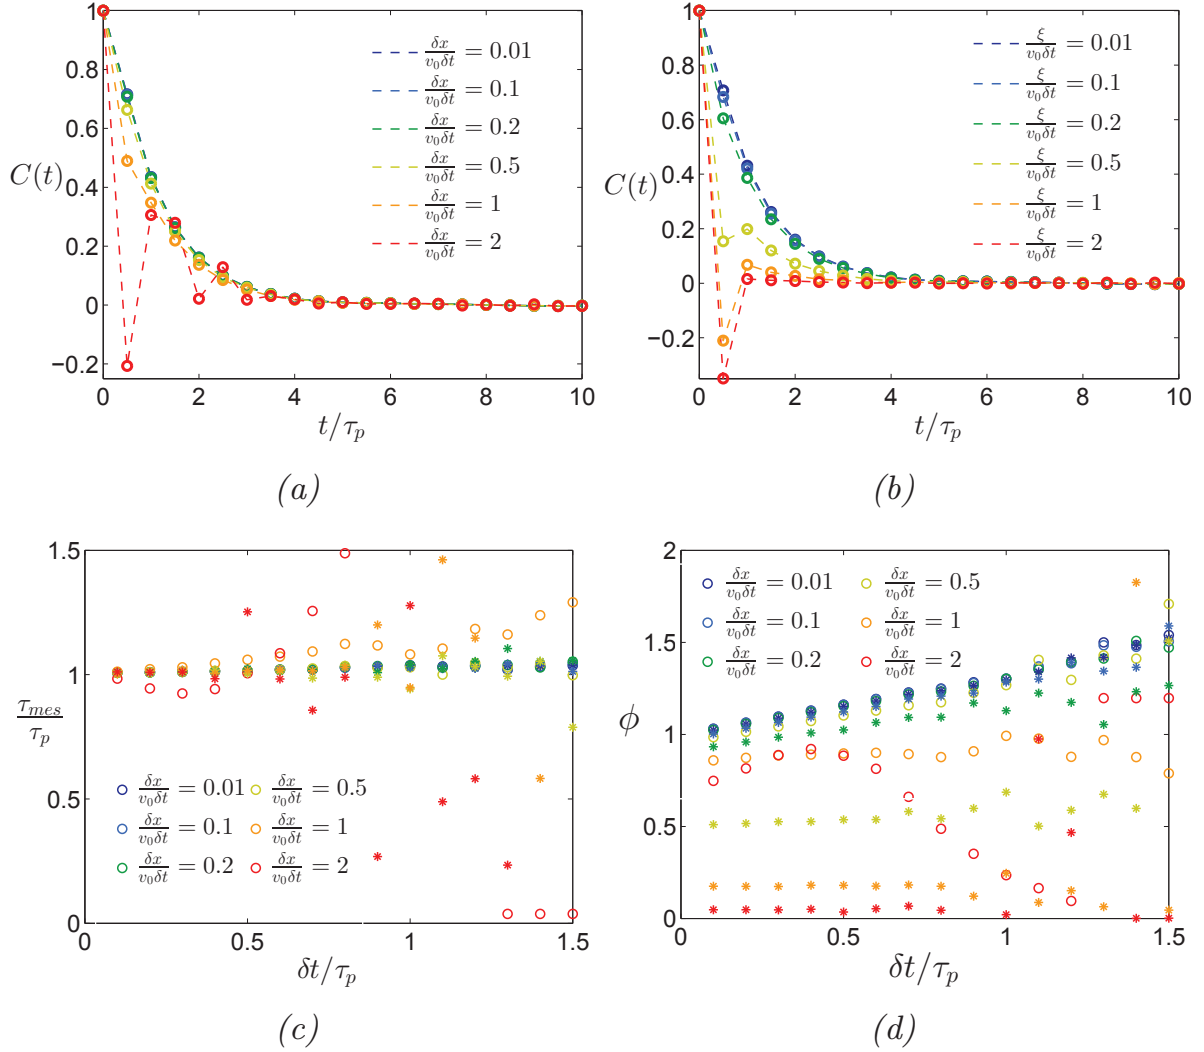 1
0.8
0.6
C(t) 0.4
0.2
0
−0.2
0 2 4 6 8 10
t/τ_p
δx/v_0δt = 0.01
δx/v_0δt = 0.1
δx/v_0δt = 0.2
δx/v_0δt = 0.5
δx/v_0δt = 1
δx/v_0δt = 2
(a)
1
0.8
0.6
C(t) 0.4
0.2
0
−0.2
0 2 4 6 8 10
t/τ_p
ξ/v_0δt = 0.01
ξ/v_0δt = 0.1
ξ/v_0δt = 0.2
ξ/v_0δt = 0.5
ξ/v_0δt = 1
ξ/v_0δt = 2
(b)
1.5
1
τ_mes/τ_p
0.5
0
0 0.5 1 1.5
δt/τ_p
δx/v_0δt = 0.01 δx/v_0δt = 0.5
δx/v_0δt = 0.1 δx/v_0δt = 1
δx/v_0δt = 0.2 δx/v_0δt = 2
(c)
2
1.5
ϕ 1
0.5
0
0 0.5 1 1.5
δt/τ_p
δx/v_0δt = 0.01 δx/v_0δt = 0.5
δx/v_0δt = 0.1 δx/v_0δt = 1
δx/v_0δt = 0.2 δx/v_0δt = 2
(d)